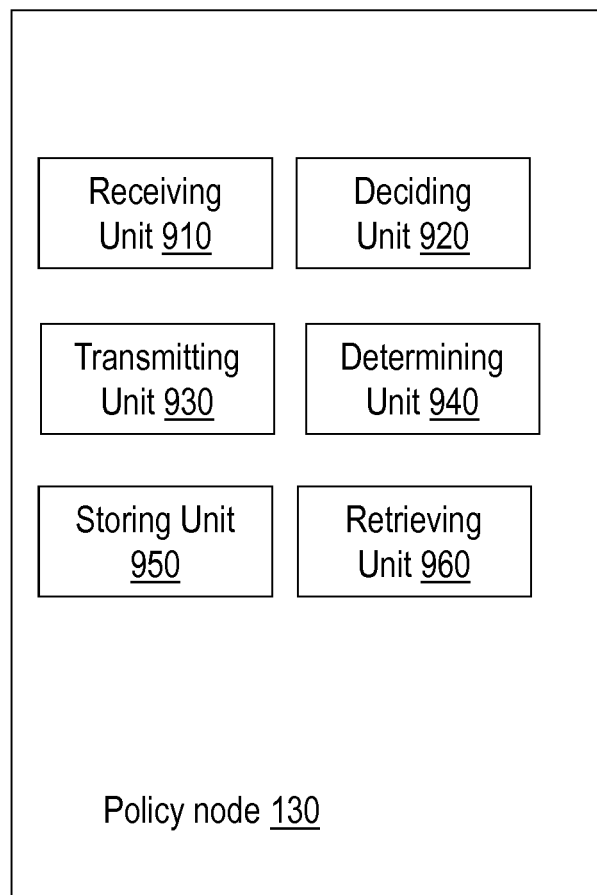 Receiving
Unit 910
Deciding
Unit 920
Transmitting
Unit 930
Determining
Unit 940
Storing Unit
950
Retrieving
Unit 960
Policy node 130